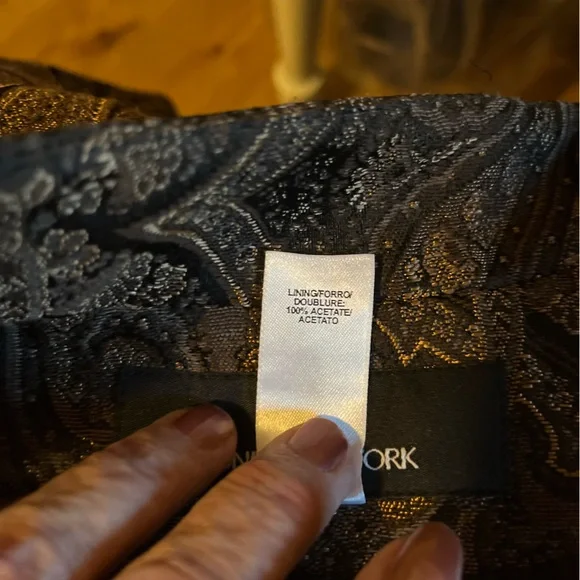 LINING/FORRO/
DOUBLURE:
100% ACETATE/
ACETATO